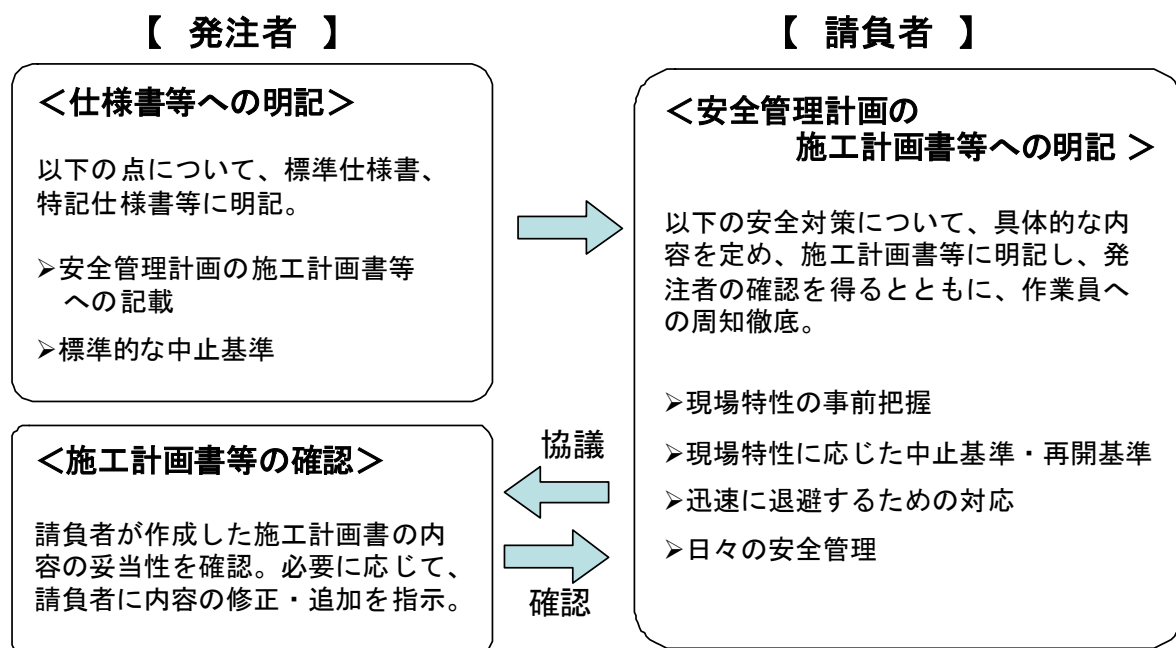 【 発注者 】
＜仕様書等への明記＞
以下の点について、標準仕様書、
特記仕様書等に明記。
➢安全管理計画の施工計画書等
への記載
➢標準的な中止基準
＜施工計画書等の確認＞
請負者が作成した施工計画書の内
容の妥当性を確認。必要に応じて、
請負者に内容の修正・追加を指示。
協議
確認
【 請負者 】
＜安全管理計画の
施工計画書等への明記 ＞
以下の安全対策について、具体的な内
容を定め、施工計画書等に明記し、発
注者の確認を得るとともに、作業員へ
の周知徹底。
➢現場特性の事前把握
➢現場特性に応じた中止基準・再開基準
➢迅速に退避するための対応
➢日々の安全管理